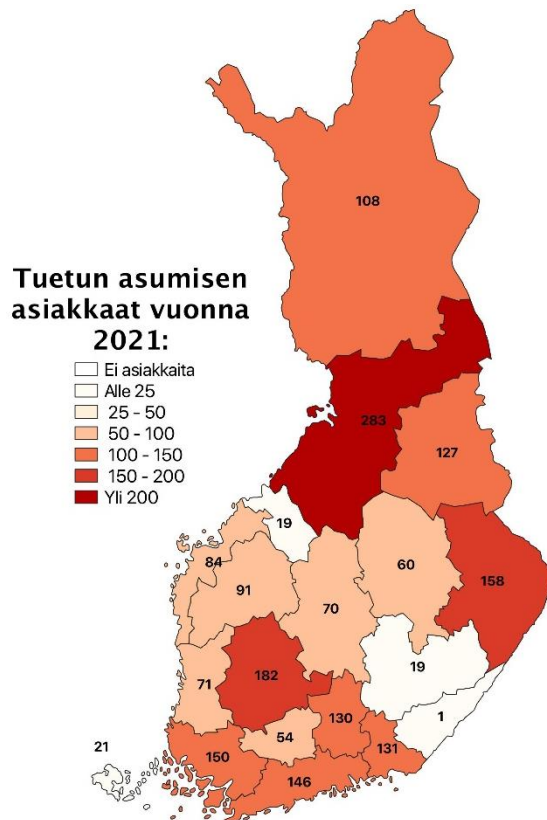 108
Tuetun asumisen
asiakkaat vuonna
2021:
Ei asiakkaita
Alle 25
25 - 50
50 - 100
100 - 150
150 - 200
Yli 200
283
127
19
84
91
70
60
158
71
182
19
1
21
150
54
130
131
146